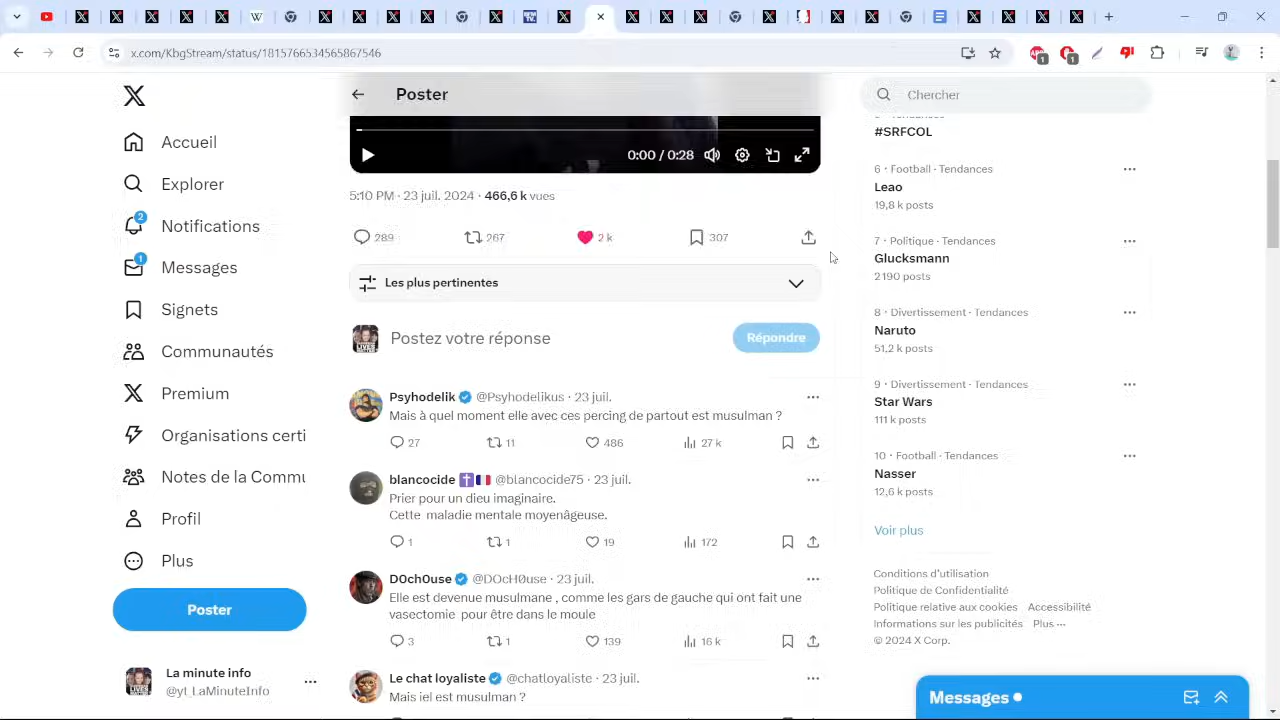 x.com/KbgStream/status/1815766534565867546
1
1
Poster
Chercher
Accueil
Explorer
2
Notifications
1
Messages
Signets
Communautés
Premium
Organisations certi
Notes de la Commu
Profil
Plus
Poster
La minute info
@yt_LaMinuteInfo
0:00 / 0:28
5:10 PM · 23 juil. 2024 · 466,6 k vues
289
267
2 k
307
Les plus pertinentes
Postez votre réponse
Répondre
Psyhodelik @Psyhodelikus · 23 juil.
Mais à quel moment elle avec ces percing de partout est musulman ?
27
11
486
27 k
blancocide ✝️🇫🇷 @blancocide75 · 23 juil.
Prier pour un dieu imaginaire.
Cette maladie mentale moyenâgeuse.
1
1
19
172
D0ch0use @DOcH0use · 23 juil.
Elle est devenue musulmane , comme les gars de gauche qui ont fait une
vasectomie pour être dans le moule
3
1
139
16 k
Le chat loyaliste @chatloyaliste · 23 juil.
Mais iel est musulman ?
#SRFCOL
6 · Football · Tendances
Leao
19,8 k posts
7 · Politique · Tendances
Glucksmann
2 190 posts
8 · Divertissement · Tendances
Naruto
51,2 k posts
9 · Divertissement · Tendances
Star Wars
111 k posts
10 · Football · Tendances
Nasser
12,6 k posts
Voir plus
Conditions d'utilisation
Politique de Confidentialité
Politique relative aux cookies Accessibilité
Informations sur les publicités Plus ···
© 2024 X Corp.
Messages